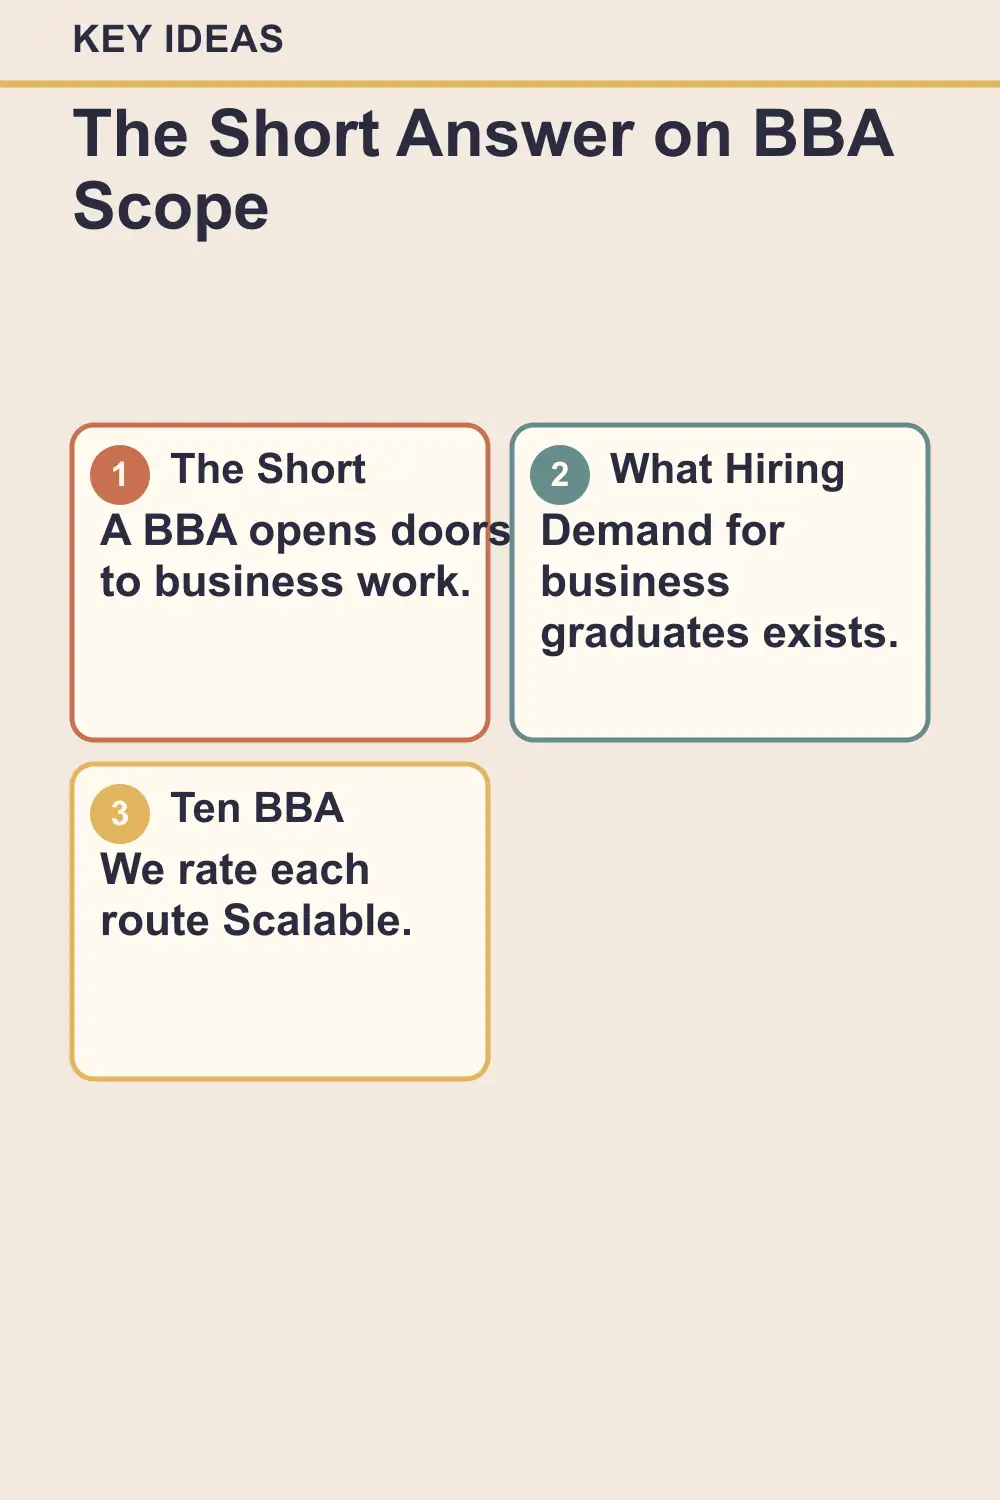 KEY IDEAS
The Short Answer on BBA
Scope
1 The Short
A BBA opens doors
to business work.
2 What Hiring
Demand for
business
graduates exists.
3 Ten BBA
We rate each
route Scalable.